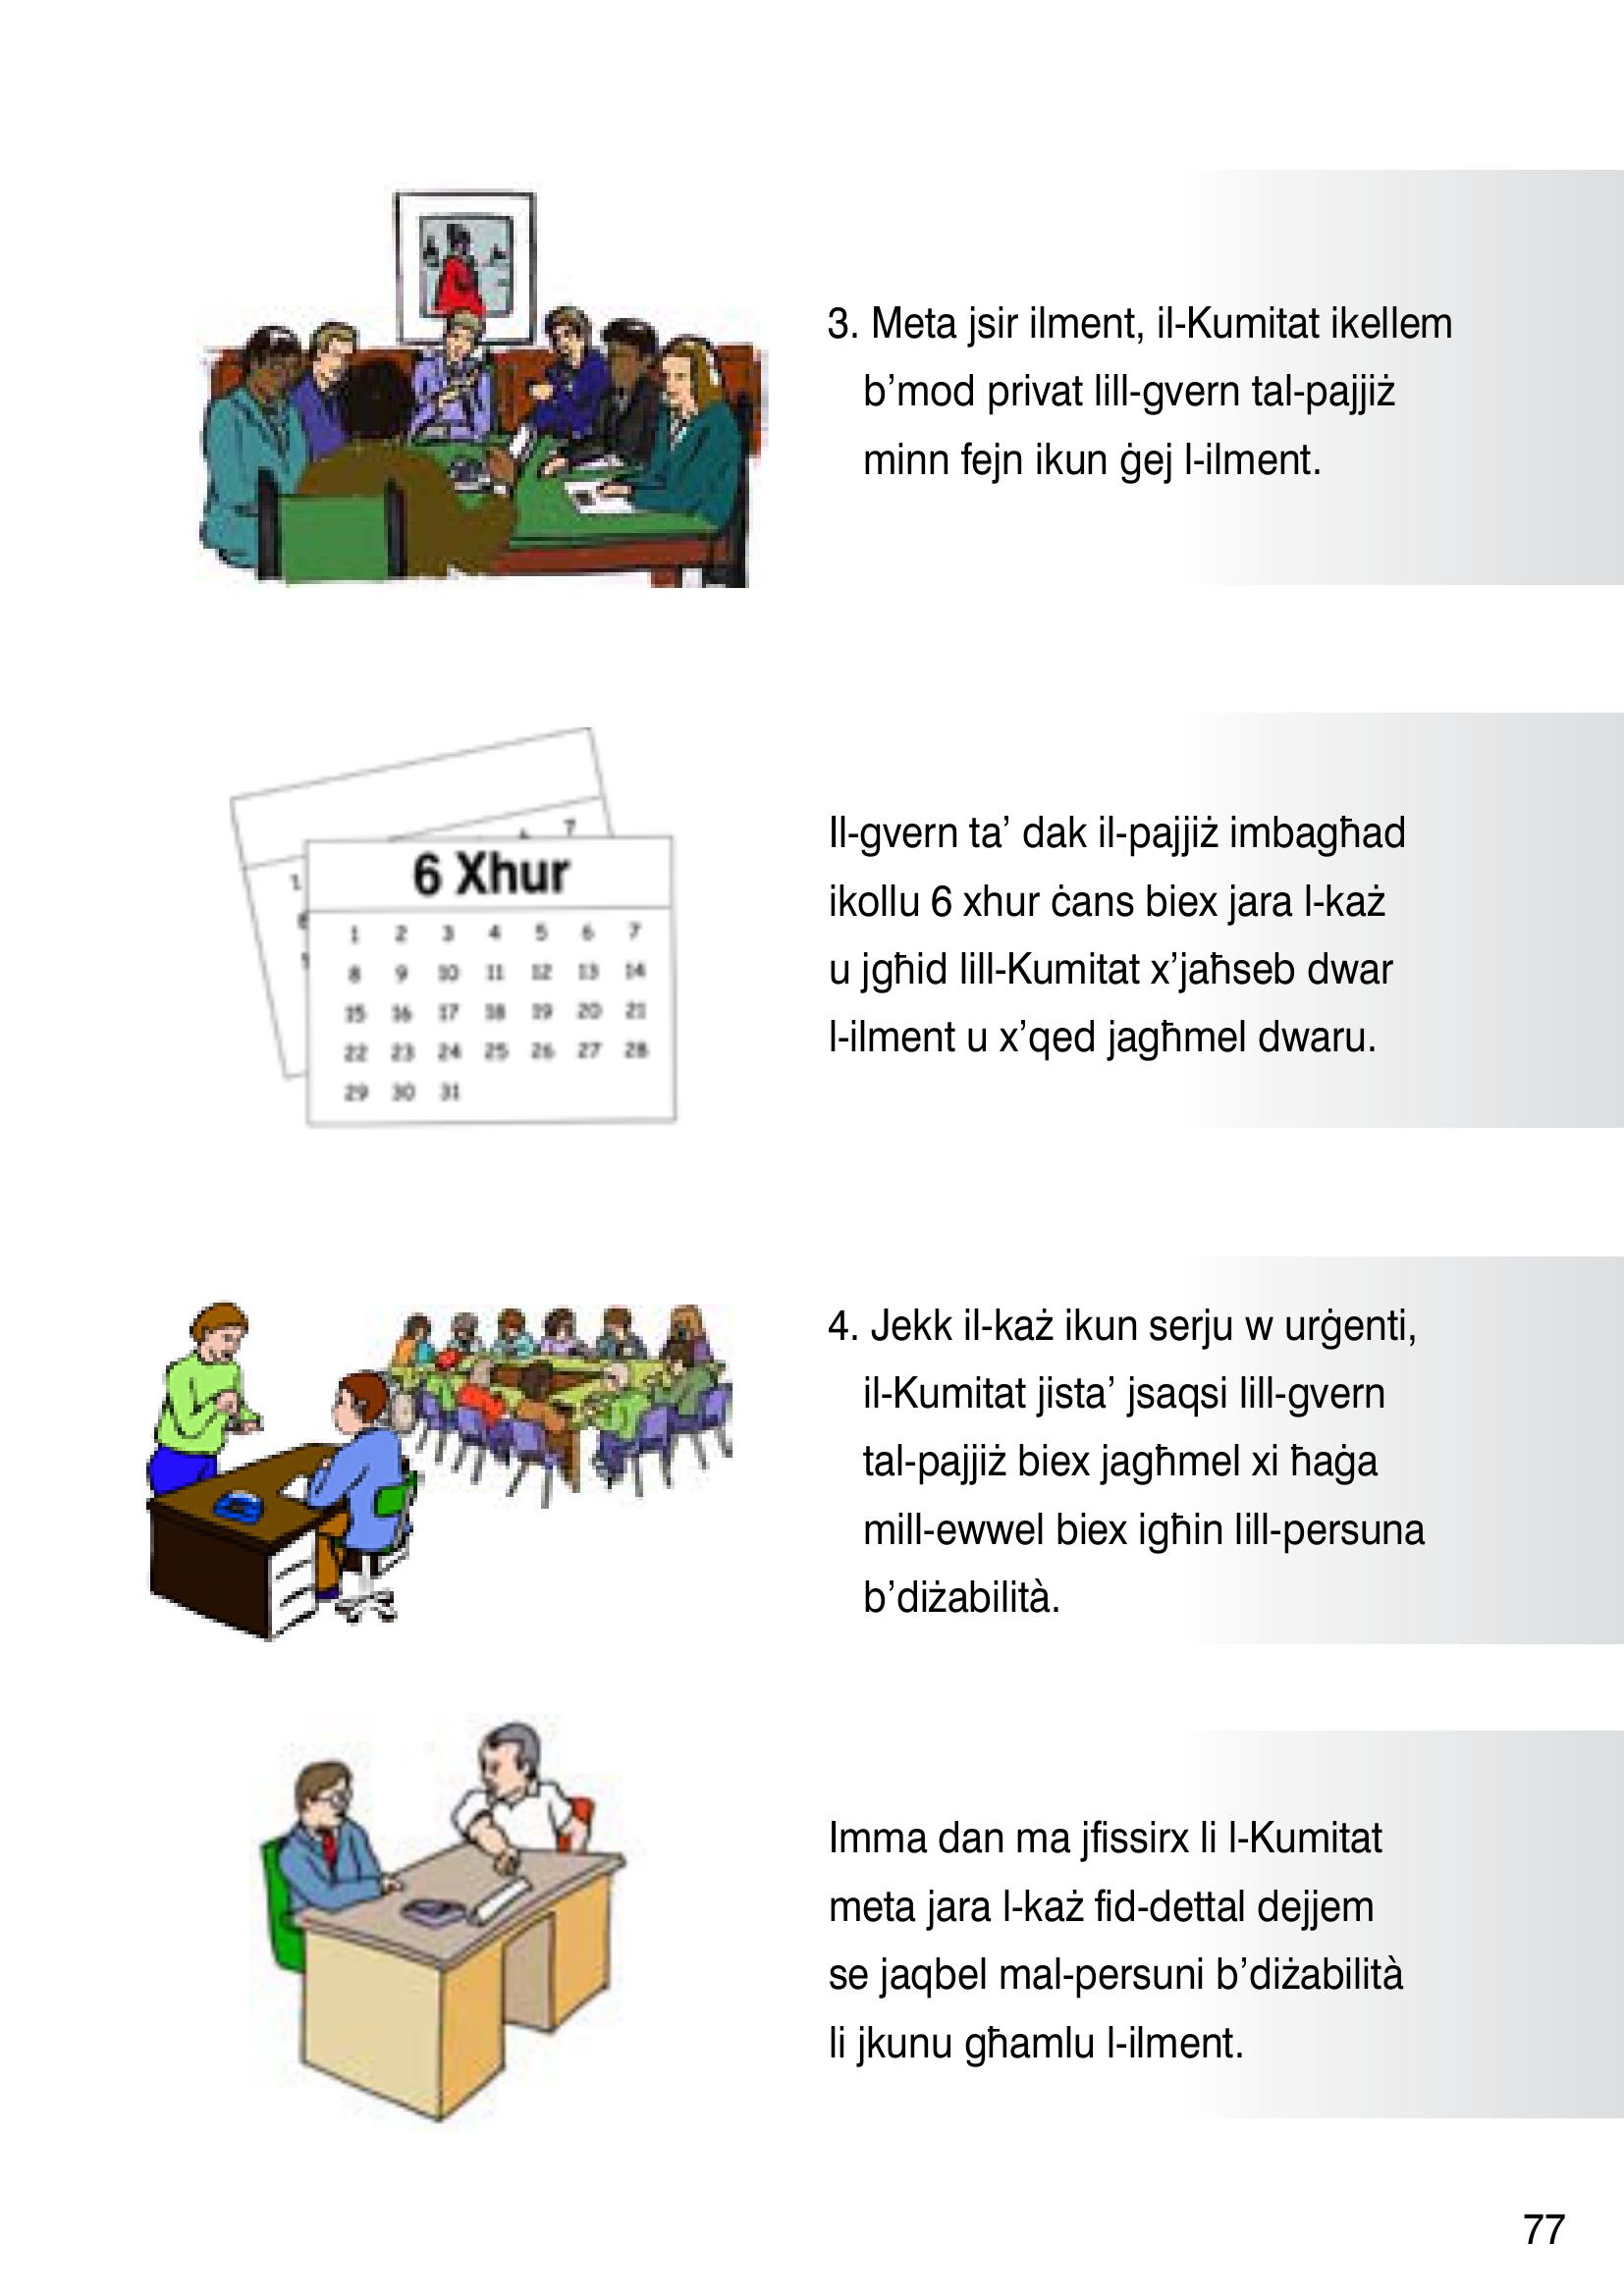 3. Meta jsir ilment, il-Kumitat ikellem
b’mod privat lill-gvern tal-pajjiż
minn fejn ikun ġej l-ilment.
7
1
6 Xhur
1 2 3 4 5 6 7
8 9 10 11 12 13 14
15 16 17 18 19 20 21
22 23 24 25 26 27 28
29 30 31
Il-gvern ta’ dak il-pajjiż imbagħad
ikollu 6 xhur ċans biex jara l-każ
u jgħid lill-Kumitat x’jaħseb dwar
l-ilment u x’qed jagħmel dwaru.
4. Jekk il-każ ikun serju w urġenti,
il-Kumitat jista’ jsaqsi lill-gvern
tal-pajjiż biex jagħmel xi ħaġa
mill-ewwel biex igħin lill-persuna
b’diżabilità.
Imma dan ma jfissirx li l-Kumitat
meta jara l-każ fid-dettal dejjem
se jaqbel mal-persuni b’diżabilità
li jkunu għamlu l-ilment.
77